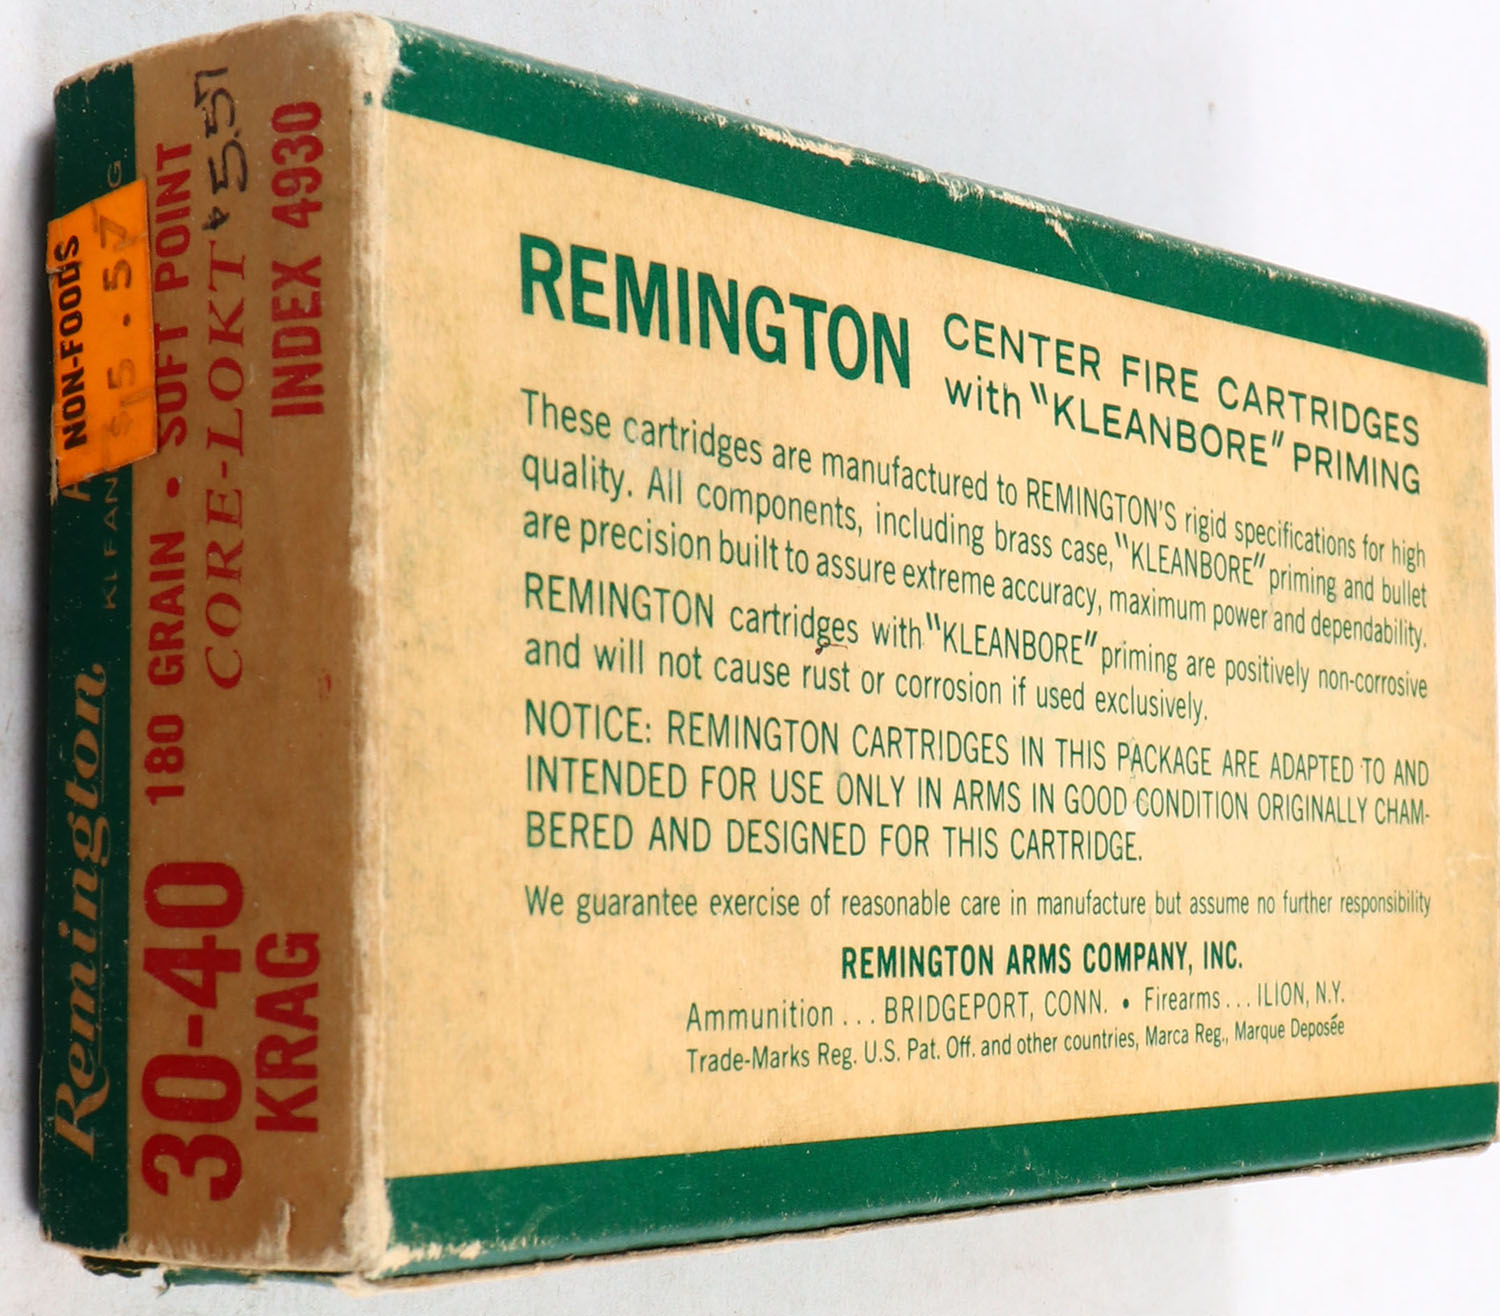 Remington
KL FAN
G
NON-FOODS
$15.57
30-40
KRAG
180 GRAIN • SOFT POINT
CORE-LOKT
INDEX 4930
REMINGTON CENTER FIRE CARTRIDGES
with "KLEANBORE" PRIMING
These cartridges are manufactured to REMINGTON'S rigid specifications for high
quality. All components, including brass case, "KLEANBORE" priming and bullet
are precision built to assure extreme accuracy, maximum power and dependability.
REMINGTON cartridges with "KLEANBORE" priming are positively non-corrosive
and will not cause rust or corrosion if used exclusively.
NOTICE: REMINGTON CARTRIDGES IN THIS PACKAGE ARE ADAPTED TO AND
INTENDED FOR USE ONLY IN ARMS IN GOOD CONDITION ORIGINALLY CHAM-
BERED AND DESIGNED FOR THIS CARTRIDGE.
We guarantee exercise of reasonable care in manufacture but assume no further responsibility
REMINGTON ARMS COMPANY, INC.
Ammunition ... BRIDGEPORT, CONN. • Firearms ... ILION, N.Y.
Trade-Marks Reg. U.S. Pat. Off. and other countries, Marca Reg., Marque Deposée